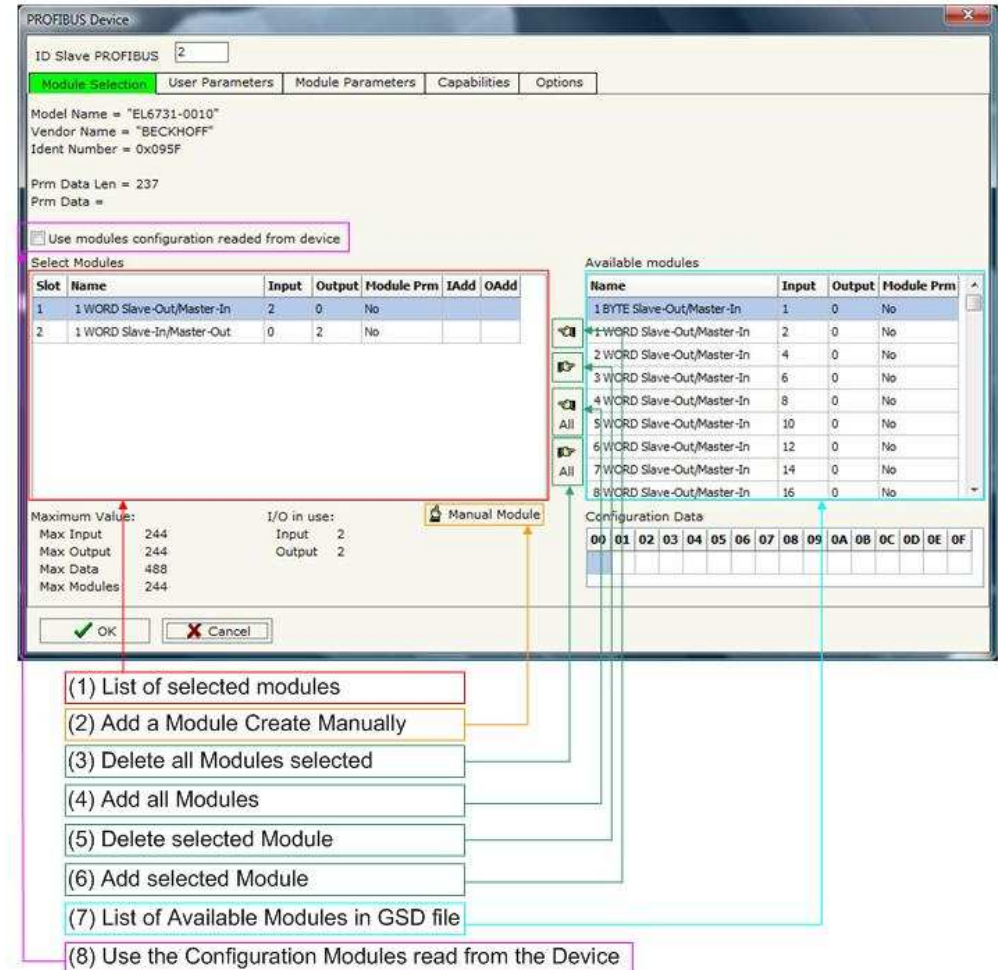 PROFIBUS Device
ID Slave PROFIBUS 2
Module Selection User Parameters Module Parameters Capabilities Options
Model Name = "EL6731-0010"
Vendor Name = "BECKHOFF"
Ident Number = 0x095F
Prm Data Len = 237
Prm Data =
Use modules configuration readed from device
Select Modules
Slot Name Input Output Module Prm IAdd OAdd
1 1 WORD Slave-Out/Master-In 2 0 No
2 1 WORD Slave-In/Master-Out 0 2 No
All
All
Available modules
Name Input Output Module Prm
1 BYTE Slave-Out/Master-In 1 0 No
1 WORD Slave-Out/Master-In 2 0 No
2 WORD Slave-Out/Master-In 4 0 No
3 WORD Slave-Out/Master-In 6 0 No
4 WORD Slave-Out/Master-In 8 0 No
5 WORD Slave-Out/Master-In 10 0 No
6 WORD Slave-Out/Master-In 12 0 No
7 WORD Slave-Out/Master-In 14 0 No
8 WORD Slave-Out/Master-In 16 0 No
Maximum Value:
Max Input 244
Max Output 244
Max Data 488
Max Modules 244
I/O in use:
Input 2
Output 2
Manual Module
Configuration Data
00 01 02 03 04 05 06 07 08 09 0A 0B 0C 0D 0E 0F
OK Cancel
(1) List of selected modules
(2) Add a Module Create Manually
(3) Delete all Modules selected
(4) Add all Modules
(5) Delete selected Module
(6) Add selected Module
(7) List of Available Modules in GSD file
(8) Use the Configuration Modules read from the Device